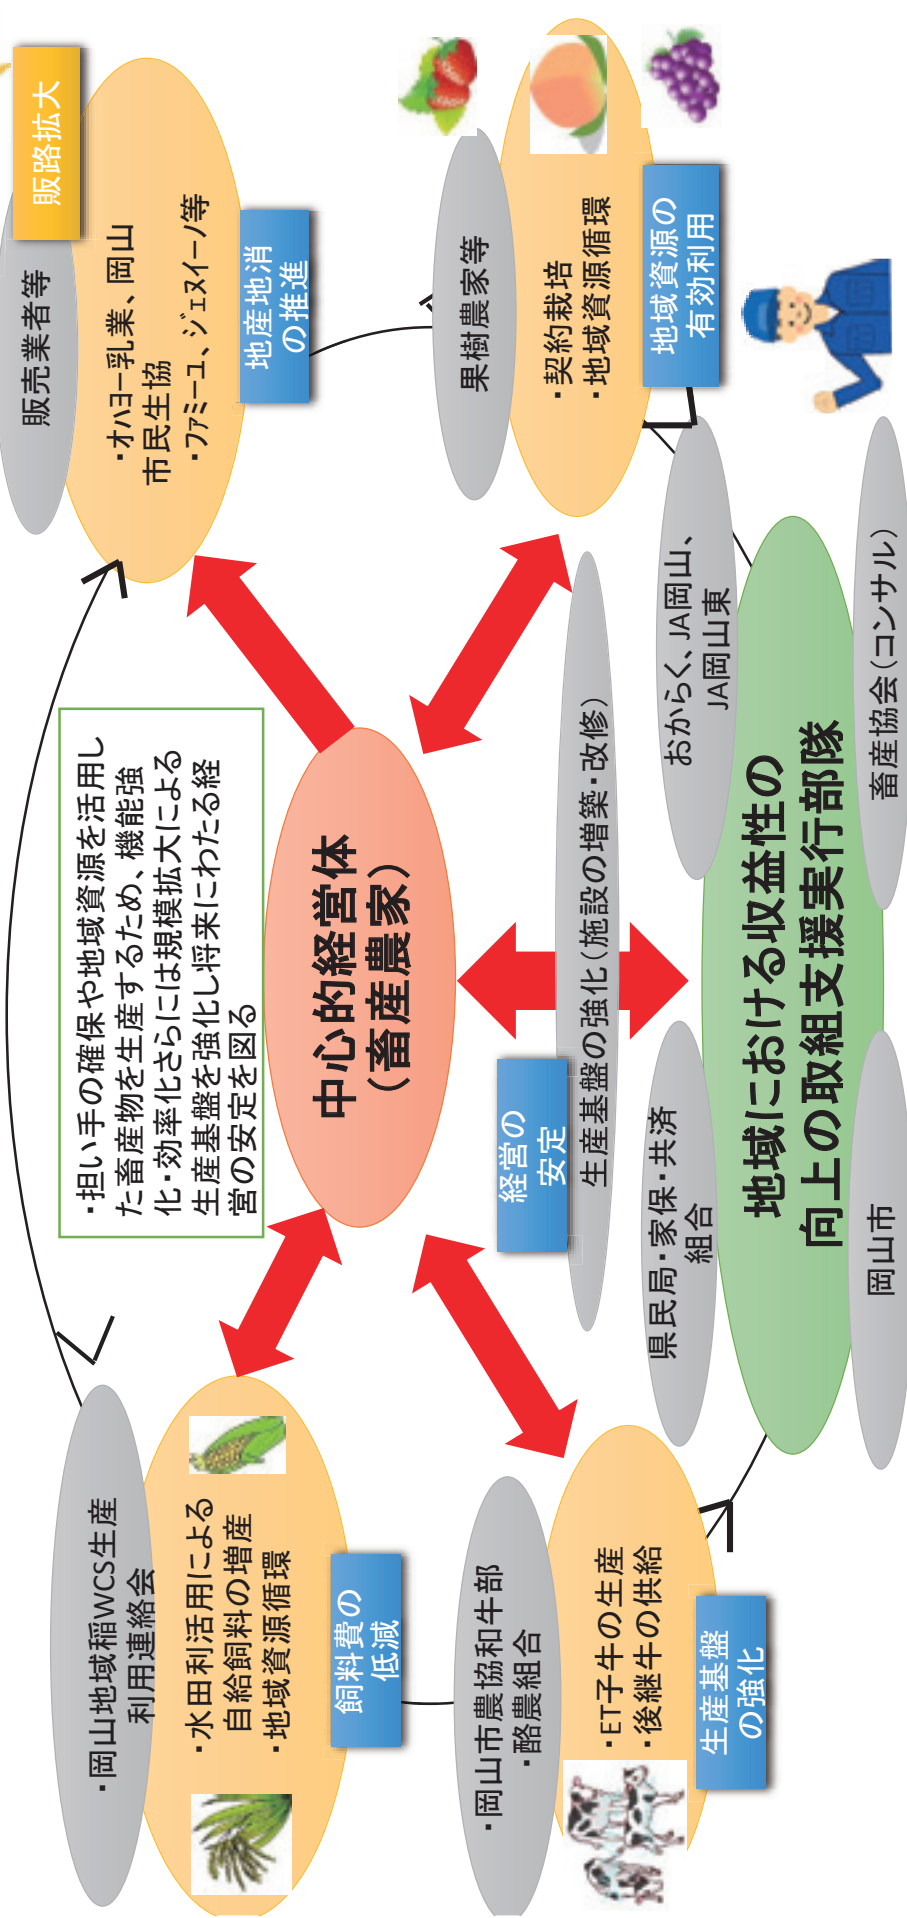 ・岡山地域稲WCS生産
利用連絡会
・水田利活用による
自給飼料の増産
・地域資源循環
飼料費の
低減
・担い手の確保や地域資源を活用し
た畜産物を生産するため、機能強
化・効率化さらには規模拡大による
生産基盤を強化し将来にわたる経
営の安定を図る
販売業者等
販路拡大
・オハヨー乳業、岡山
市民生協
・ファミーユ、ジェヌイーノ等
地産地消
の推進
中心的経営体
（畜産農家）
・岡山市農協和牛部
・酪農組合
・ET子牛の生産
・後継牛の供給
生産基盤
の強化
経営の
安定
生産基盤の強化（施設の増築・改修）
果樹農家等
・契約栽培
・地域資源循環
地域資源の
有効利用
県民局・家保・共済
組合
おからく、JA岡山、
JA岡山東
地域における収益性の
向上の取組支援実行部隊
岡山市
畜産協会（コンサル）